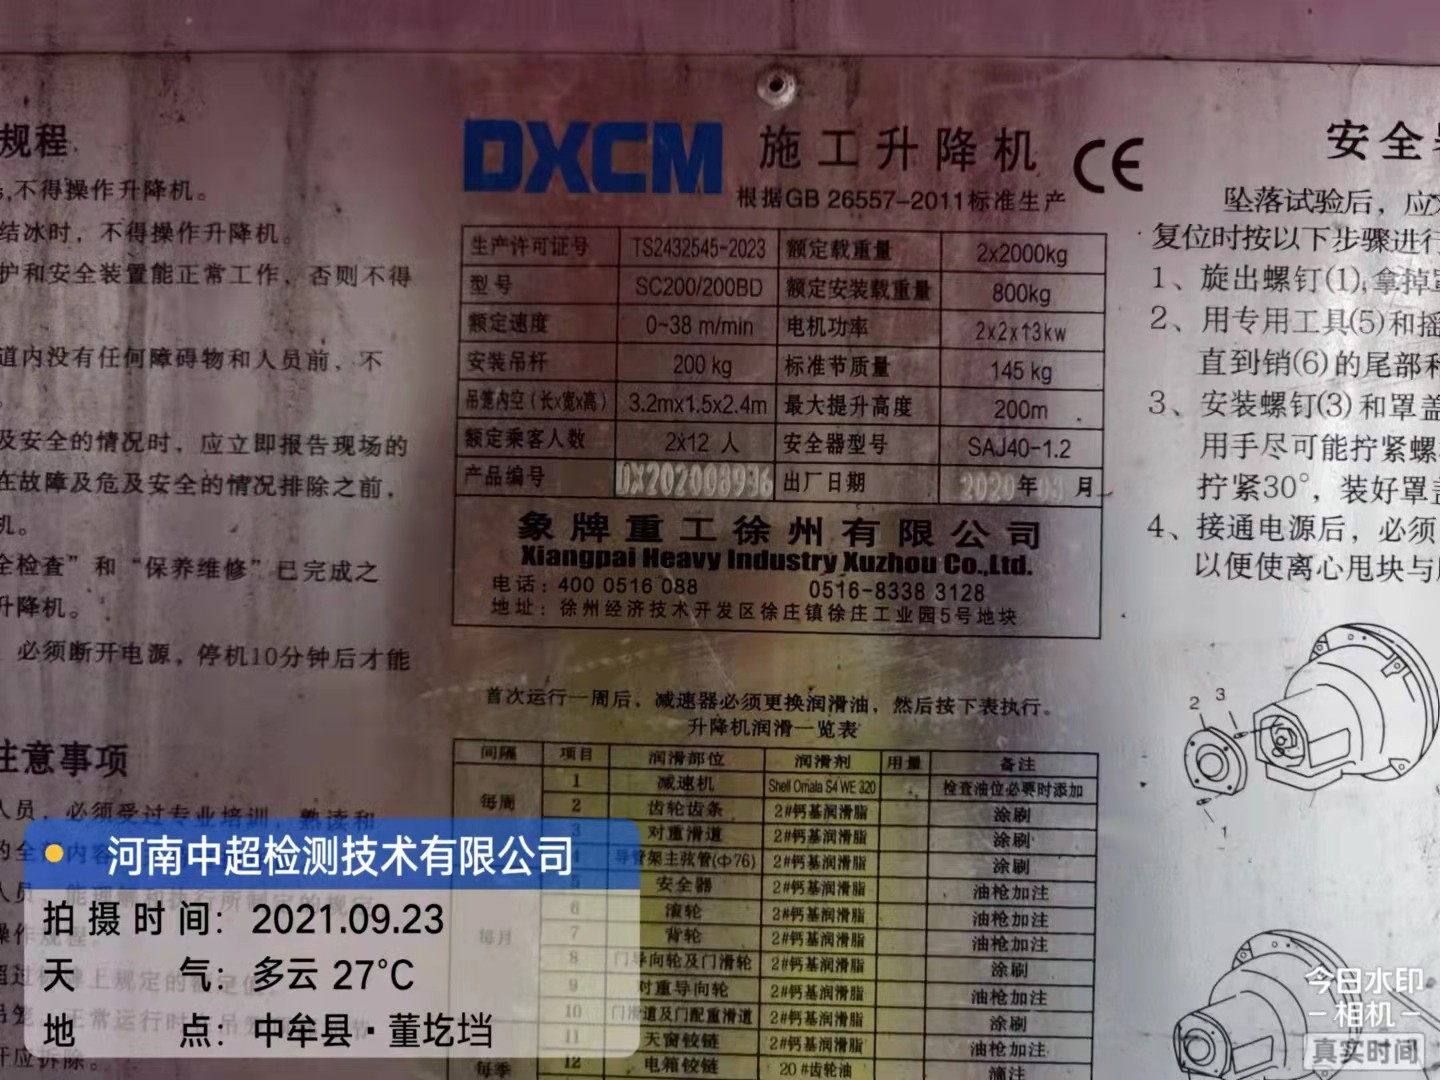 规程
,不得操作升降机。
结冰时，不得操作升降机。
护和安全装置能正常工作，否则不得
道内没有任何障碍物和人员前，不
及安全的情况时，应立即报告现场的
在故障及危及安全的情况排除之前，
机。
全检查”和“保养维修”已完成之
升降机。
必须断开电源，停机10分钟后才能
注意事项
人员，必须受过专业培训，熟读和
DXCM 施工升降机 CE
根据GB 26557-2011标准生产
生产许可证号 TS2432545-2023 额定载重量 2x2000kg
型号 SC200/200BD 额定安装载重量 800kg
额定速度 0~38 m/min 电机功率 2x2x13kw
安装吊杆 200 kg 标准节质量 145 kg
吊笼内空(长x宽x高) 3.2mx1.5x2.4m 最大提升高度 200m
额定乘客人数 2x12 人 安全器型号 SAJ40-1.2
产品编号 DX202008936 出厂日期 2020年 月
象牌重工徐州有限公司
Xiangpai Heavy Industry Xuzhou Co.,Ltd.
电话：400 0516 088 0516-8338 3128
地址：徐州经济技术开发区徐庄镇徐庄工业园5号地块
首次运行一周后，减速器必须更换润滑油，然后按下表执行。
升降机润滑一览表
间隔 项目 润滑部位 润滑剂 用量 备注
每周 1 减速机 Shell Omala S4 WE 320 检查油位必要时添加
2 齿轮齿条 2#钙基润滑脂 涂刷
3 对重滑道 2#钙基润滑脂 涂刷
4 导管架主弦管(Φ76) 2#钙基润滑脂 涂刷
每月 5 安全器 2#钙基润滑脂 油枪加注
6 滚轮 2#钙基润滑脂 油枪加注
7 背轮 2#钙基润滑脂 油枪加注
8 门导向轮及门滑轮 2#钙基润滑脂 涂刷
9 对重导向轮 2#钙基润滑脂 油枪加注
10 门滑道及门配重滑道 2#钙基润滑脂 涂刷
11 天窗铰链 2#钙基润滑脂 油枪加注
每季 12 电箱铰链 20 #齿轮油 滴注
安全
坠落试验后，应
复位时按以下步骤进行
1、旋出螺钉(1),拿掉
2、用专用工具(5)和摇
直到销(6)的尾部和
3、安装螺钉(3)和罩盖
用手尽可能拧紧螺
拧紧30°，装好罩盖
4、接通电源后，必须
以便使离心甩块与
2 3
1
河南中超检测技术有限公司
拍摄时间：2021.09.23
天气：多云 27℃
地点：中牟县·董圪垱
今日水印
-相机-
真实时间